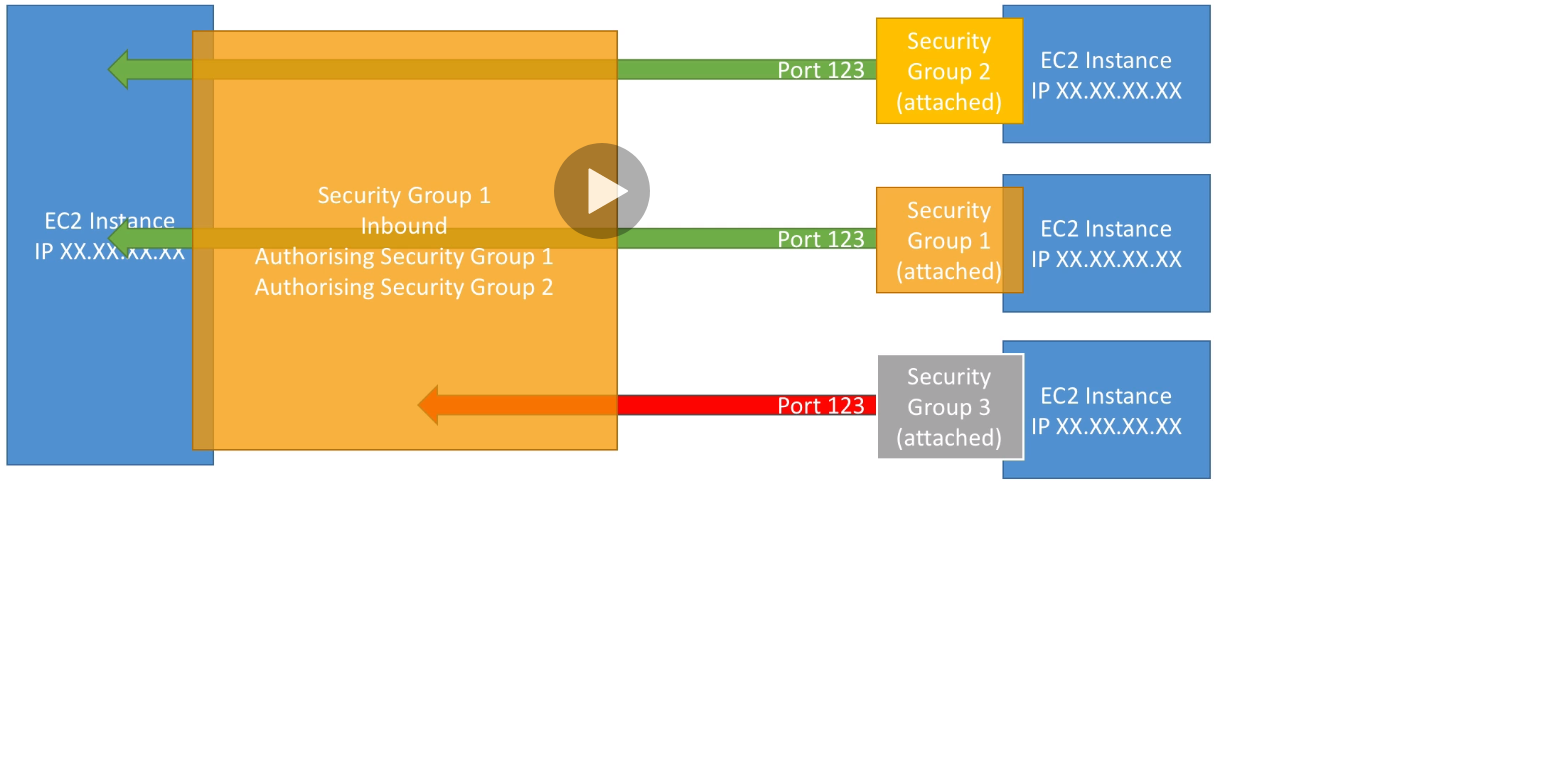 Security
Group 2
(attached)
EC2 Instance
IP XX.XX.XX.XX
Port 123
EC2 Instance
IP XX.XX.XX.XX
Security Group 1
Inbound
Authorising Security Group 1
Authorising Security Group 2
Port 123
Security
Group 1
(attached)
EC2 Instance
IP XX.XX.XX.XX
Port 123
Security
Group 3
(attached)
EC2 Instance
IP XX.XX.XX.XX